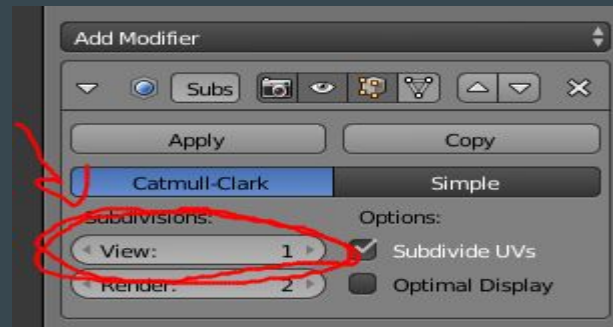 Add Modifier
Subs
Apply Copy
Catmull-Clark Simple
Subdivisions: Options:
View: 1 Subdivide UVs
Render: 2 Optimal Display